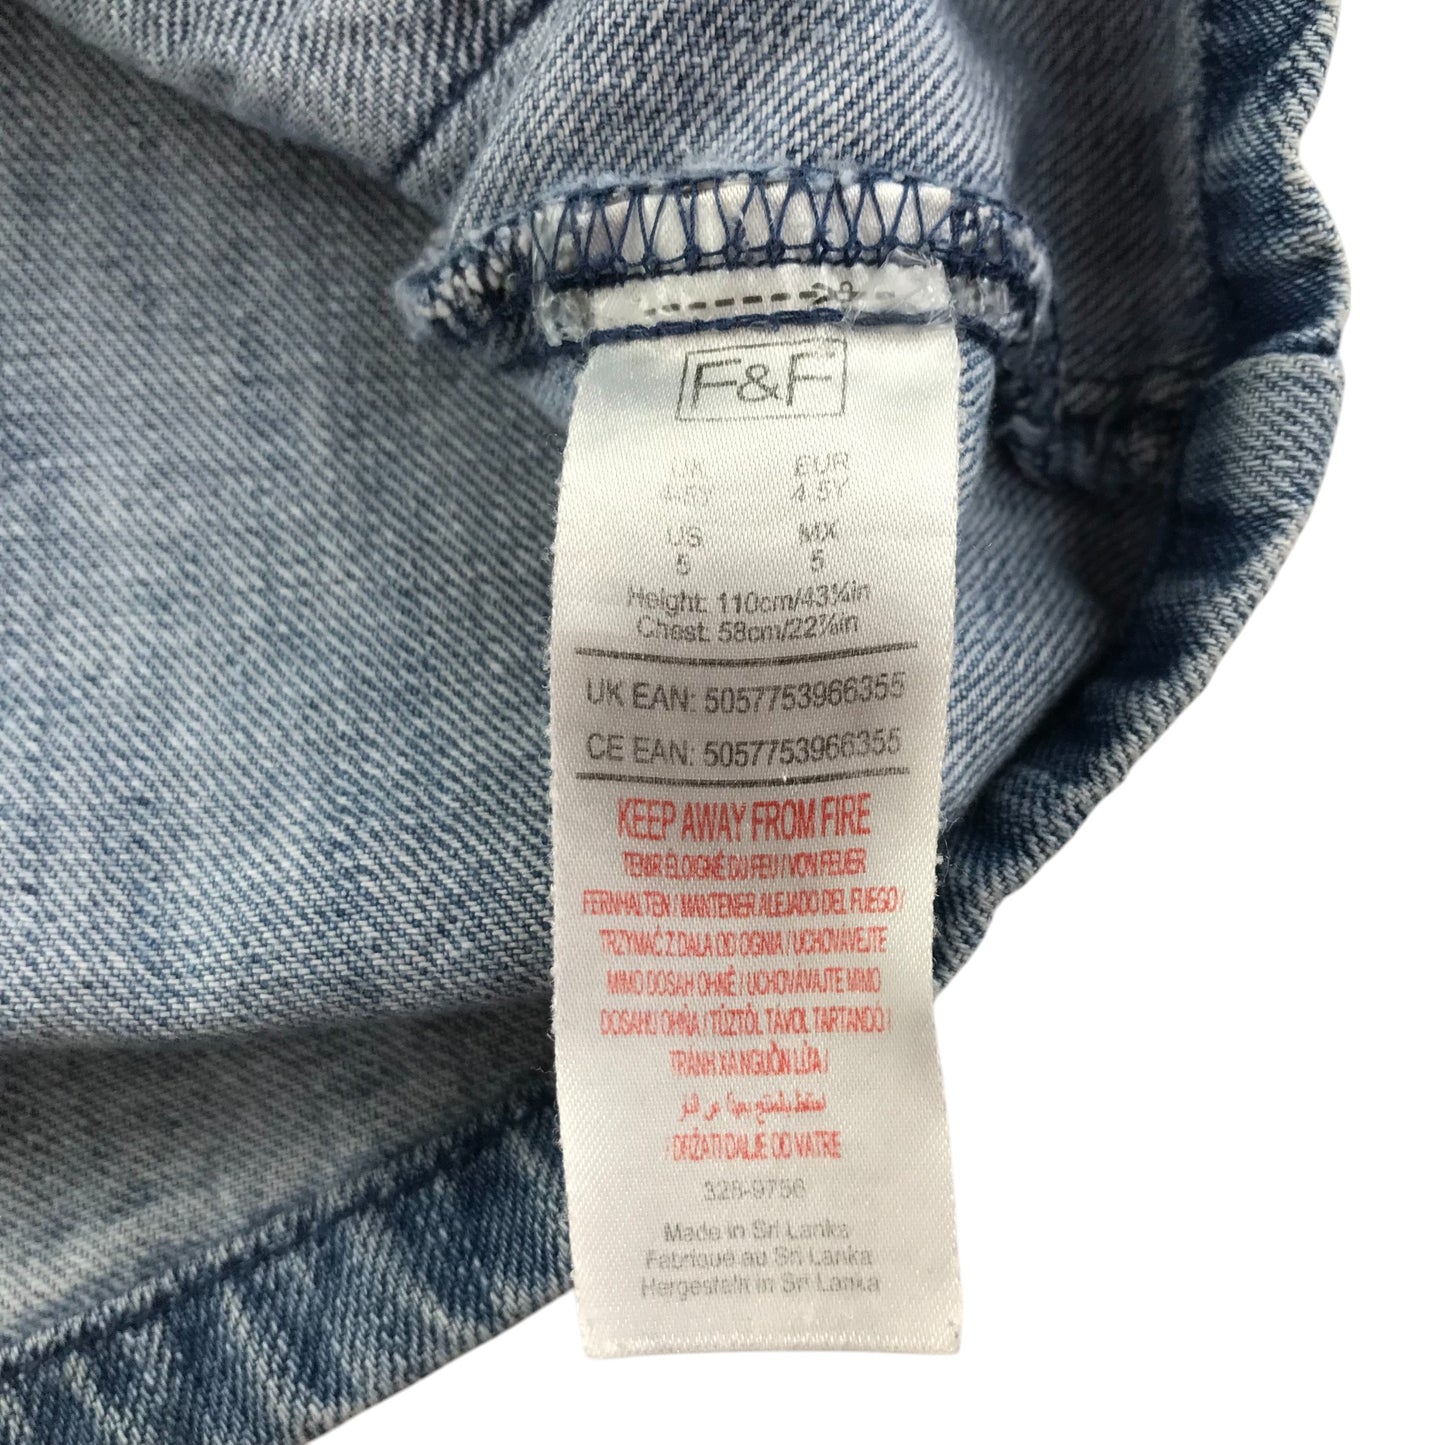 F&F
UK EUR
4-5Y 4-5Y
US MX
5 5
Height: 110cm/43¼in
Chest: 58cm/22⅞in
UK EAN: 5057753966355
CE EAN: 5057753966355
KEEP AWAY FROM FIRE
TENIR ÉLOIGNÉ DU FEU / VON FEUER
FERNHALTEN / MANTENER ALEJADO DEL FUEGO /
TRZYMAĆ Z DALA OD OGNIA / UCHOVÁVEJTE
MIMO DOSAH OHNĚ / UCHOVÁVAJTE MIMO
DOSAHU OHŇA / TŰZTŐL TÁVOL TARTANDÓ /
TRÁNH XA NGUỒN LỬA /
/ DRŽATI DALJE OD VATRE
328-9756
Made in Sri Lanka
Fabriqué au Sri Lanka
Hergestellt in Sri Lanka